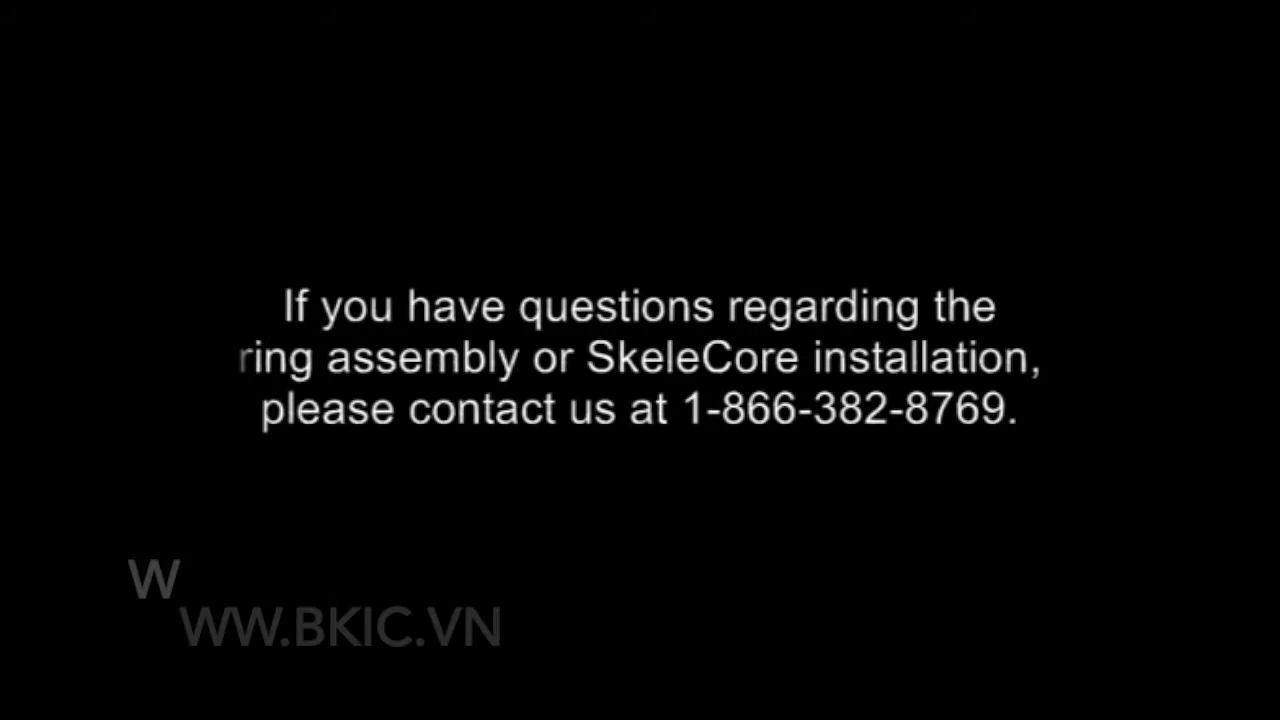 If you have questions regarding the
ring assembly or SkeleCore installation,
please contact us at 1-866-382-8769.
W
WW.BKIC.VN